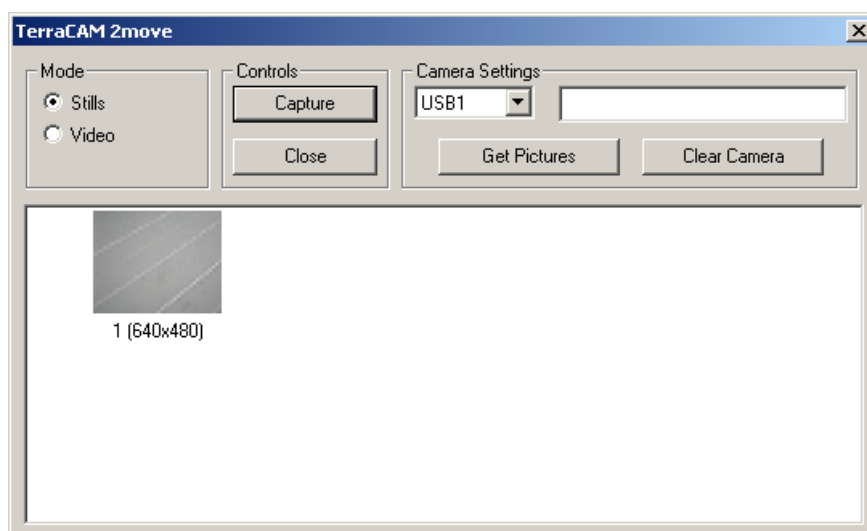 TerraCAM 2move
Mode
Stills
Video
Controls
Capture
Close
Camera Settings
USB1
Get Pictures
Clear Camera
1 (640x480)